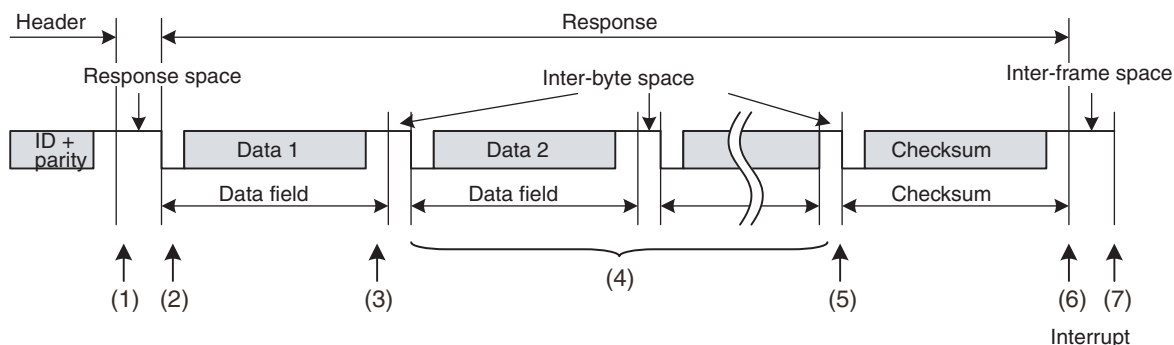 Header
Response
Response space
Inter-byte space
Inter-frame space
ID +
parity
Data 1
Data 2
Checksum
Data field
Data field
Checksum
(1)
(2)
(3)
(4)
(5)
(6)
(7)
Interrupt